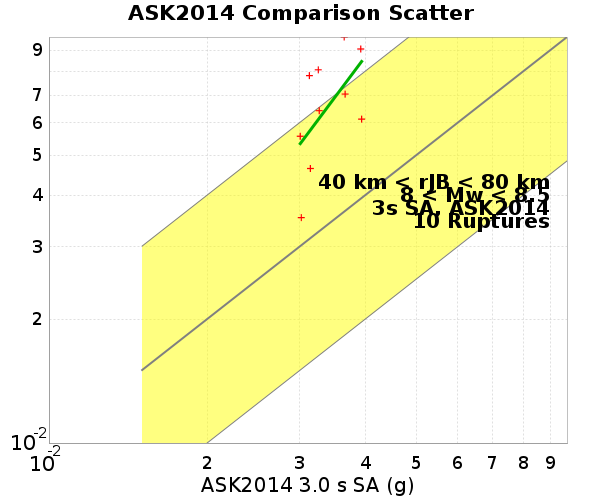 ASK2014 Comparison Scatter
9
7
6
5
4
3
2
10-2
40 km < rJB < 80 km
8 < Mw < 8.5
3s SA, ASK2014
10 Ruptures
10-2
2 3 4 5 6 7 8 9
ASK2014 3.0 s SA (g)